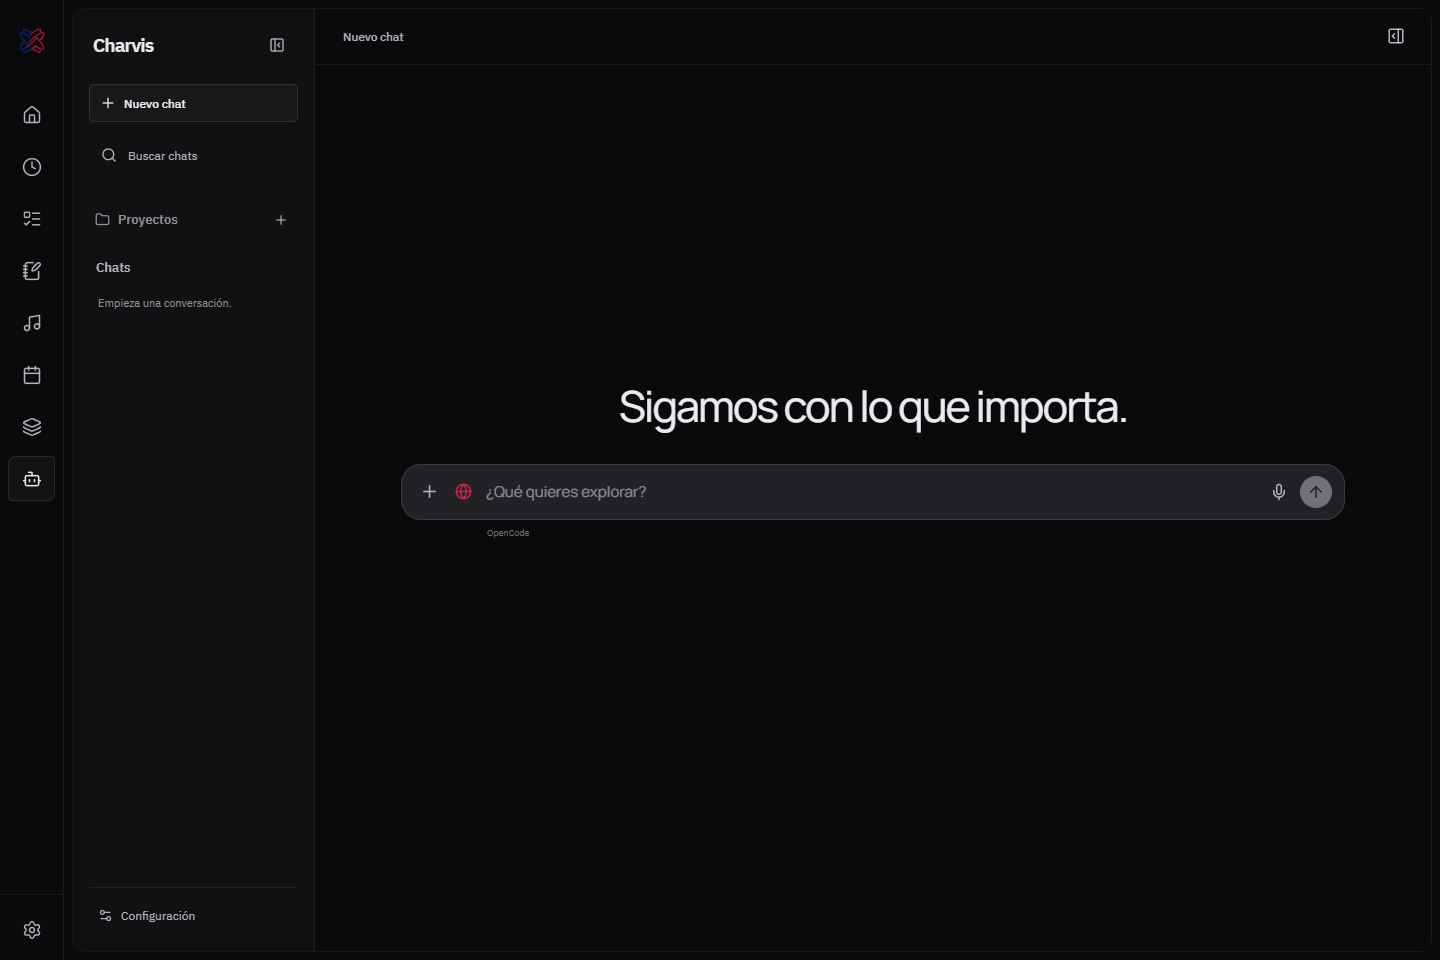 Charvis
Nuevo chat
Buscar chats
Proyectos
Chats
Empieza una conversación.
Configuración
Nuevo chat
Sigamos con lo que importa.
¿Qué quieres explorar?
OpenCode